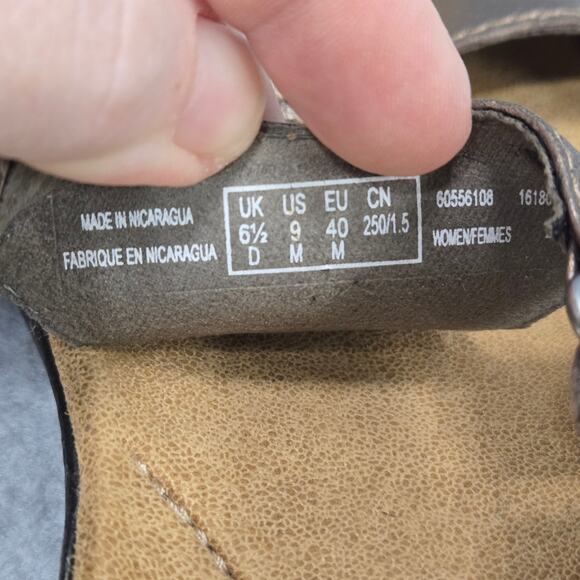 MADE IN NICARAGUA
FABRIQUE EN NICARAGUA
UK US EU CN
6½ 9 40 250/1.5
D M M
60556108
WOMEN/FEMMES